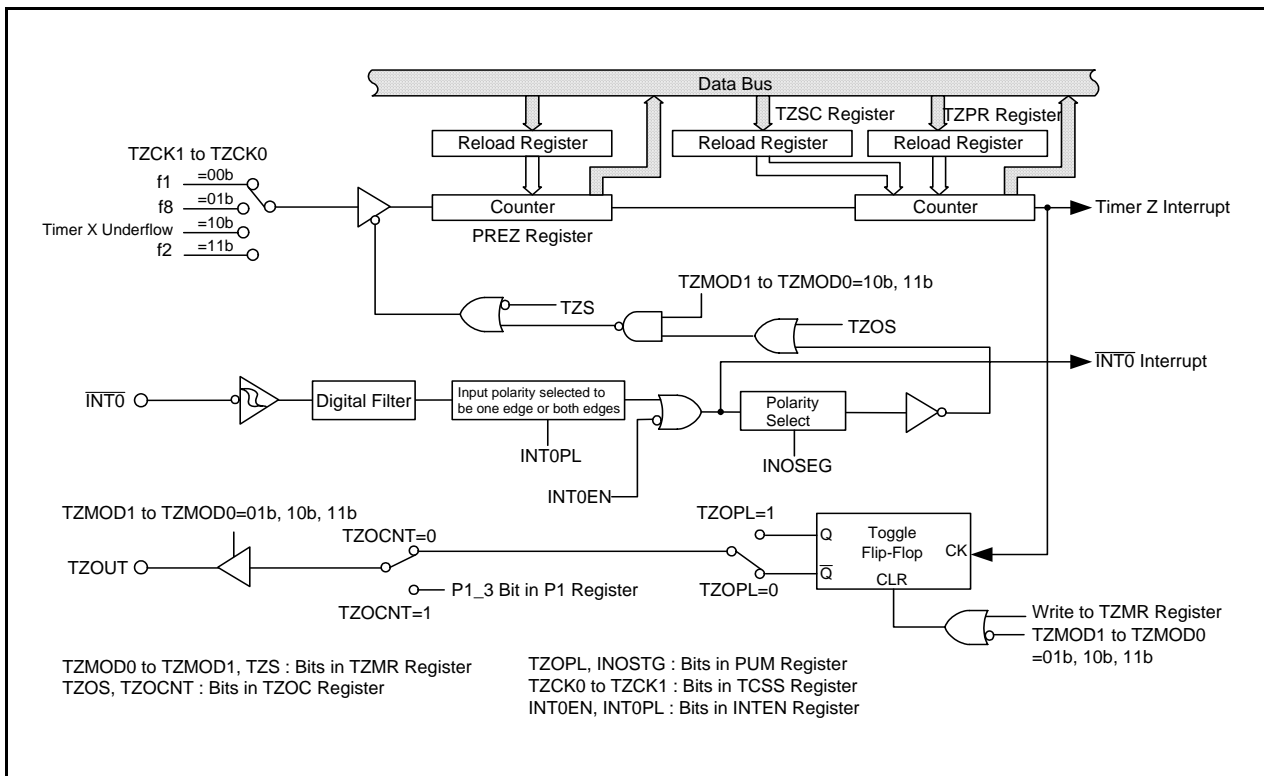 Data Bus
TZSC Register
TZPR Register
Reload Register
Reload Register
Reload Register
TZCK1 to TZCK0
f1
=00b
f8
=01b
Timer X Underflow
=10b
f2
=11b
Counter
Counter
Timer Z Interrupt
PREZ Register
TZMOD1 to TZMOD0=10b, 11b
TZS
TZOS
INT0 Interrupt
INT0
Digital Filter
Input polarity selected to
be one edge or both edges
Polarity
Select
INT0PL
INOSEG
INT0EN
TZMOD1 to TZMOD0=01b, 10b, 11b
TZOCNT=0
TZOPL=1
Q
Toggle
Flip-Flop
CK
TZOUT
Q
CLR
P1_3 Bit in P1 Register
TZOPL=0
TZOCNT=1
Write to TZMR Register
TZMOD1 to TZMOD0
=01b, 10b, 11b
TZMOD0 to TZMOD1, TZS : Bits in TZMR Register
TZOS, TZOCNT : Bits in TZOC Register
TZOPL, INOSTG : Bits in PUM Register
TZCK0 to TZCK1 : Bits in TCSS Register
INT0EN, INT0PL : Bits in INTEN Register